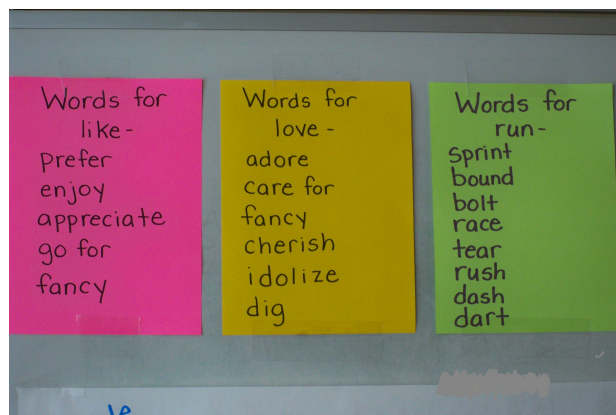 Words for
like-
prefer
enjoy
appreciate
go for
fancy
Words for
love-
adore
care for
fancy
cherish
idolize
dig
Words for
run-
sprint
bound
bolt
race
tear
rush
dash
dart